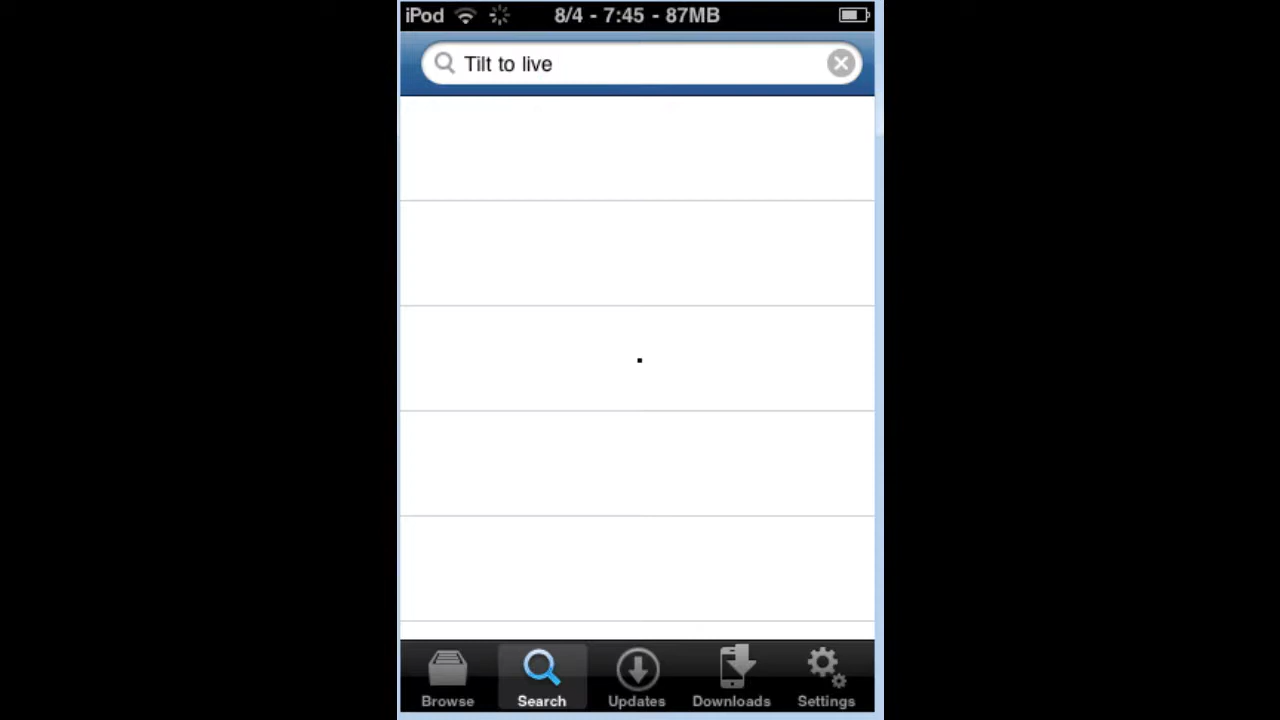 iPod 8/4 - 7:45 - 87MB
Tilt to live
Browse Search Updates Downloads Settings